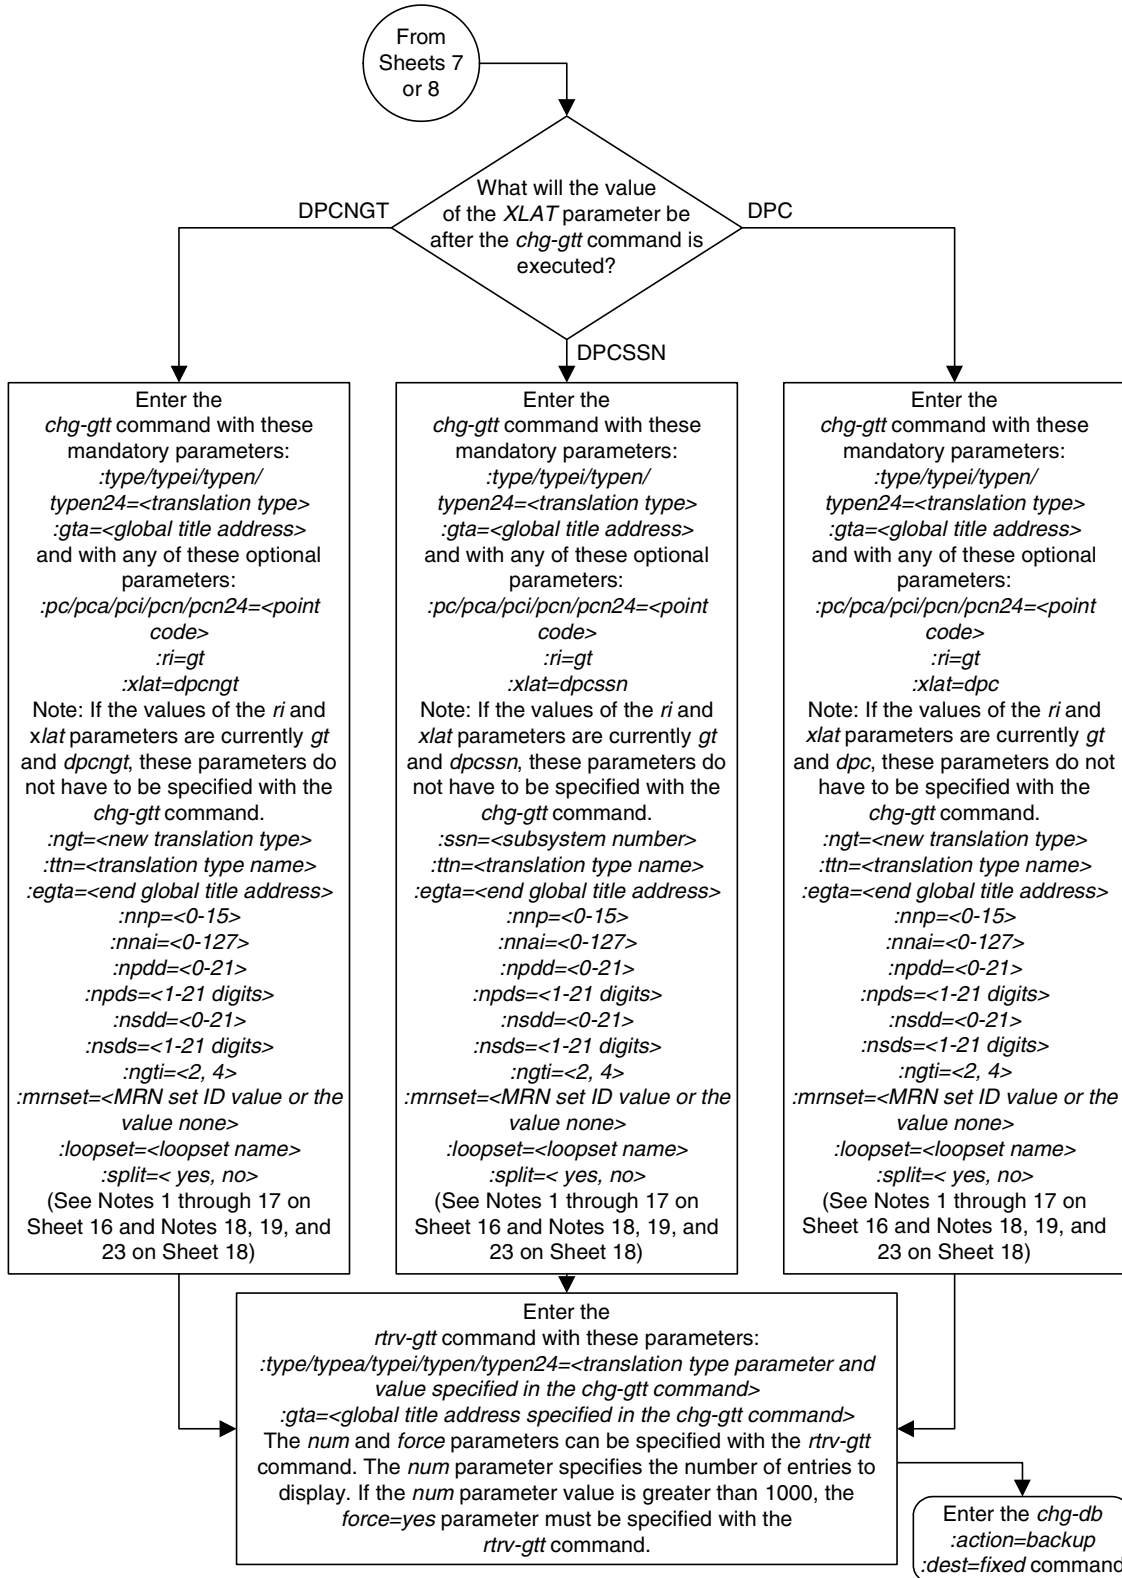 From
Sheets 7
or 8
What will the value
of the XLAT parameter be
after the chg-gtt command is
executed?
DPCNGT
DPC
DPCSSN
Enter the
chg-gtt command with these
mandatory parameters:
:type/typei/typen/
typen24=<translation type>
:gta=<global title address>
and with any of these optional
parameters:
:pc/pca/pci/pcn/pcn24=<point
code>
:ri=gt
:xlat=dpcngt
Note: If the values of the ri and
xlat parameters are currently gt
and dpcngt, these parameters do
not have to be specified with the
chg-gtt command.
:ngt=<new translation type>
:ttn=<translation type name>
:egta=<end global title address>
:nnp=<0-15>
:nnai=<0-127>
:npdd=<0-21>
:npds=<1-21 digits>
:nsdd=<0-21>
:nsds=<1-21 digits>
:ngti=<2, 4>
:mrnset=<MRN set ID value or the
value none>
:loopset=<loopset name>
:split=< yes, no>
(See Notes 1 through 17 on
Sheet 16 and Notes 18, 19, and
23 on Sheet 18)
Enter the
chg-gtt command with these
mandatory parameters:
:type/typei/typen/
typen24=<translation type>
:gta=<global title address>
and with any of these optional
parameters:
:pc/pca/pci/pcn/pcn24=<point
code>
:ri=gt
:xlat=dpcssn
Note: If the values of the ri and
xlat parameters are currently gt
and dpcssn, these parameters do
not have to be specified with the
chg-gtt command.
:ssn=<subsystem number>
:ttn=<translation type name>
:egta=<end global title address>
:nnp=<0-15>
:nnai=<0-127>
:npdd=<0-21>
:npds=<1-21 digits>
:nsdd=<0-21>
:nsds=<1-21 digits>
:ngti=<2, 4>
:mrnset=<MRN set ID value or the
value none>
:loopset=<loopset name>
:split=< yes, no>
(See Notes 1 through 17 on
Sheet 16 and Notes 18, 19, and
23 on Sheet 18)
Enter the
chg-gtt command with these
mandatory parameters:
:type/typei/typen/
typen24=<translation type>
:gta=<global title address>
and with any of these optional
parameters:
:pc/pca/pci/pcn/pcn24=<point
code>
:ri=gt
:xlat=dpc
Note: If the values of the ri and
xlat parameters are currently gt
and dpc, these parameters do not
have to be specified with the
chg-gtt command.
:ngt=<new translation type>
:ttn=<translation type name>
:egta=<end global title address>
:nnp=<0-15>
:nnai=<0-127>
:npdd=<0-21>
:npds=<1-21 digits>
:nsdd=<0-21>
:nsds=<1-21 digits>
:ngti=<2, 4>
:mrnset=<MRN set ID value or the
value none>
:loopset=<loopset name>
:split=< yes, no>
(See Notes 1 through 17 on
Sheet 16 and Notes 18, 19, and
23 on Sheet 18)
Enter the
rtrv-gtt command with these parameters:
:type/typea/typei/typen/typen24=<translation type parameter and
value specified in the chg-gtt command>
:gta=<global title address specified in the chg-gtt command>
The num and force parameters can be specified with the rtrv-gtt
command. The num parameter specifies the number of entries to
display. If the num parameter value is greater than 1000, the
force=yes parameter must be specified with the
rtrv-gtt command.
Enter the chg-db
:action=backup
:dest=fixed command